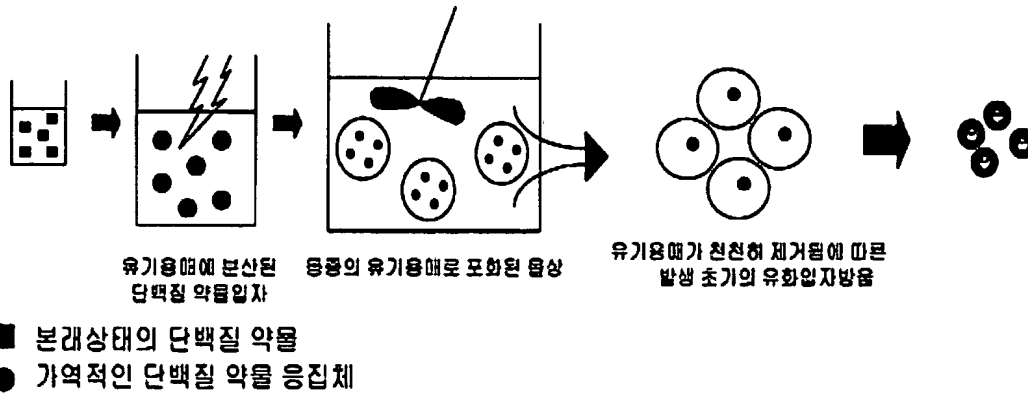 유기용매에 분산된
단백질 약물입자
동종의 유기용매로 포화된 물상
유기용매가 천천히 제거됨에 따른
발생 초기의 유화입자방울
본래상태의 단백질 약물
가역적인 단백질 약물 응집체